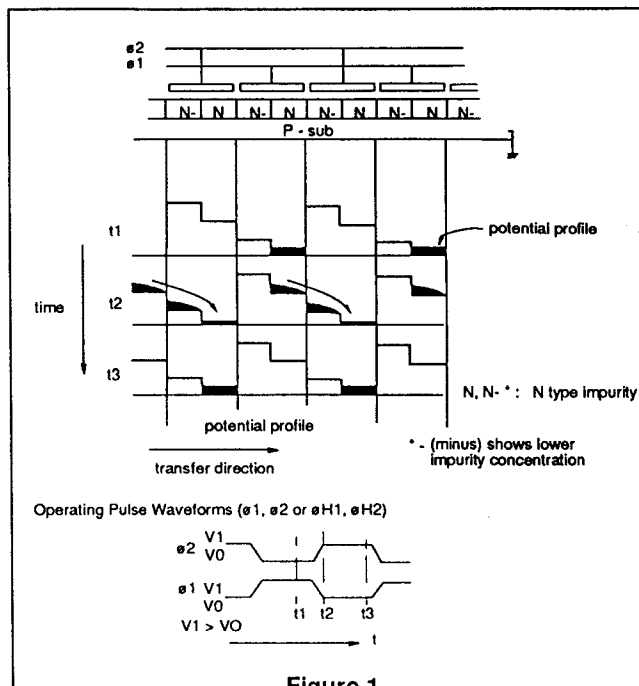 ø2
ø1
N- N N- N N- N N- N N-
P - sub
t1
potential profile
time
t2
t3
N, N- * : N type impurity
potential profile
* - (minus) shows lower
impurity concentration
transfer direction
Operating Pulse Waveforms (ø1, ø2 or øH1, øH2)
ø2 V1
V0
ø1 V1
V0
t1 t2 t3
V1 > VO
t
Figure 1